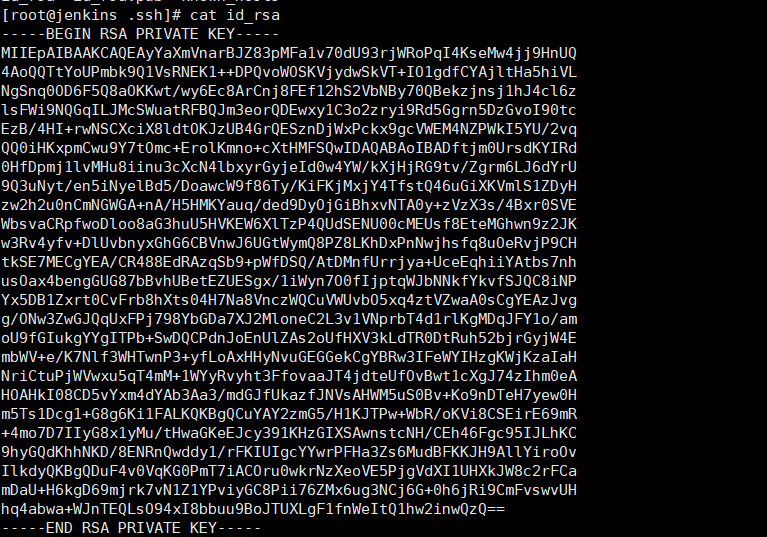 [root@jenkins .ssh]# cat id_rsa
-----BEGIN RSA PRIVATE KEY-----
MIIEpAIBAAKCAQEAyYaXmVnarBJZ83pMFa1v70dU93rjWRoPqI4KseMw4jj9HnUQ
4AoQQTtYoUPmbk9Q1VsRNEK1++DPQvoWOSKVjydwSkVT+IO1gdfCYAjltHa5hiVL
NgSnq0OD6F5Q8aOKKwt/wy6Ec8ArCnj8FEf12hS2VbNBy70QBekzjnsj1hJ4cl6z
lsFWi9NQGqILJMcSWuatRFBQJm3eorQDEwxy1C3o2zryi9Rd5Ggrn5DzGvoI90tc
EzB/4HI+rwNSCXciX8ldtOKJzUB4GrQESznDjWxPckx9gcVWEM4NZPWkI5YU/2vq
QQ0iHKxpmCwu9Y7tOmc+ErolKmno+cXtHMFSQwIDAQABAoIBADftjm0UrsdKYIRd
0HfDpmj1lvMHu8iinu3cXcN4lbxyrGyjeId0w4YW/kXjHjRG9tv/Zgrm6LJ6dYrU
9Q3uNyt/en5iNyelBd5/DoawcW9f86Ty/KiFKjMxjY4TfstQ46uGiXKVmlS1ZDyH
zw2h2u0nCmNGWGA+nA/H5HMKYauq/ded9DyOjGiBhxvNTA0y+zVzX3s/4Bxr0SVE
WbsvaCRpfwoDloo8aG3huU5HVKEW6XlTzP4QUdSENU00cMEUsf8EteMGhwn9z2JK
w3Rv4yfv+DlUvbnyxGhG6CBVnwJ6UGtWymQ8PZ8LKhDxPnNwjhsfq8uOeRvjP9CH
tkSE7MECgYEA/CR488EdRAzqSb9+pWfDSQ/AtDMnfUrrjya+UceEqhiiYAtbs7nh
usOax4bengGUG87bBvhUBetEZUESgx/1iWyn7O0fIjptqWJbNNkfYkvfSJQC8iNP
Yx5DB1Zxrt0CvFrb8hXts04H7Na8VnczWQCuVWUvbO5xq4ztVZwaA0sCgYEAzJvg
g/ONw3ZwGJQqUxFPj798YbGDa7XJ2MloneC2L3v1VNprbT4d1rlKgMDqJFY1o/am
oU9fGIukgYYgITPb+SwDQCPdnJoEnUlZAs2oUfHXV3kLdTR0DtRuh52bjrGyjW4E
mbWV+e/K7Nlf3WHTwnP3+yfLoAxHHyNvuGEGGekCgYBRw3IFeWYIHzgKWjKzaIaH
NriCtuPjWVwxu5qT4mM+1WYyRvyht3FfovaaJT4jdteUfOvBwt1cXgJ74zIhm0eA
HOAHkI08CD5vYxm4dYAb3Aa3/mdGJfUkazfJNVsAHWM5uS0Bv+Ko9nDTeH7yew0H
m5Ts1Dcg1+G8g6Ki1FALKQKBgQCuYAY2zmG5/H1KJTPw+WbR/oKVi8CSEirE69mR
+4mo7D7IIyG8x1yMu/tHwaGKeEJcy391KHzGIXSAwnstcNH/CEh46Fgc95IJLhKC
9hyGQdKhhNKD/8ENRnQwddy1/rFKIUIgcYYwrPFHa3Zs6MudBFKKJH9AllYiroOv
IlkdyQKBgQDuF4v0VqKG0PmT7iACOru0wkrNzXeoVE5PjgVdXI1UHXkJW8c2rFCa
mDaU+H6kgD69mjrk7vN1Z1YPviyGC8Pii76ZMx6ug3NCj6G+0h6jRi9CmFvswvUH
hq4abwa+WJnTEQLsO94xI8bbuu9BoJTUXLgF1fnWeItQ1hw2inwQzQ==
-----END RSA PRIVATE KEY-----